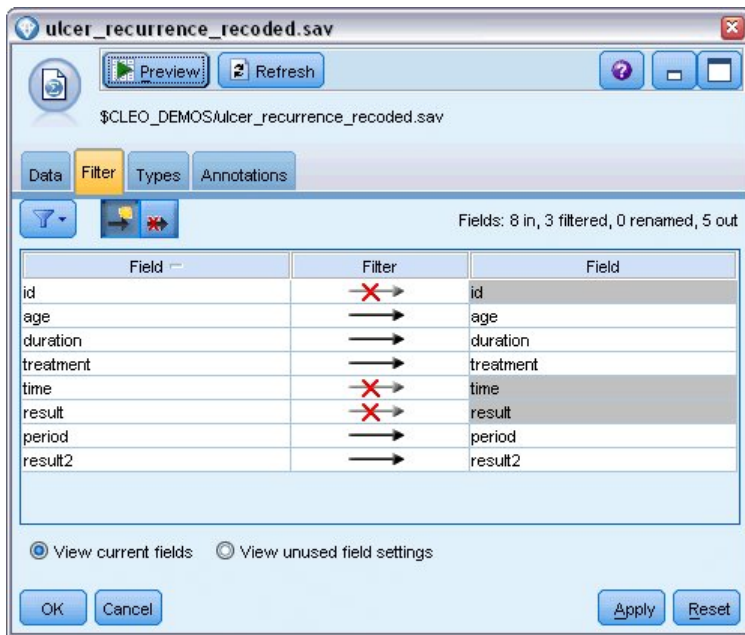 ulcer_recurrence_recoded.sav
Preview
Refresh
$CLEO_DEMOS/ulcer_recurrence_recoded.sav
Data Filter Types Annotations
Fields: 8 in, 3 filtered, 0 renamed, 5 out
Field Filter Field
id id
age age
duration duration
treatment treatment
time time
result result
period period
result2 result2
View current fields View unused field settings
OK Cancel Apply Reset